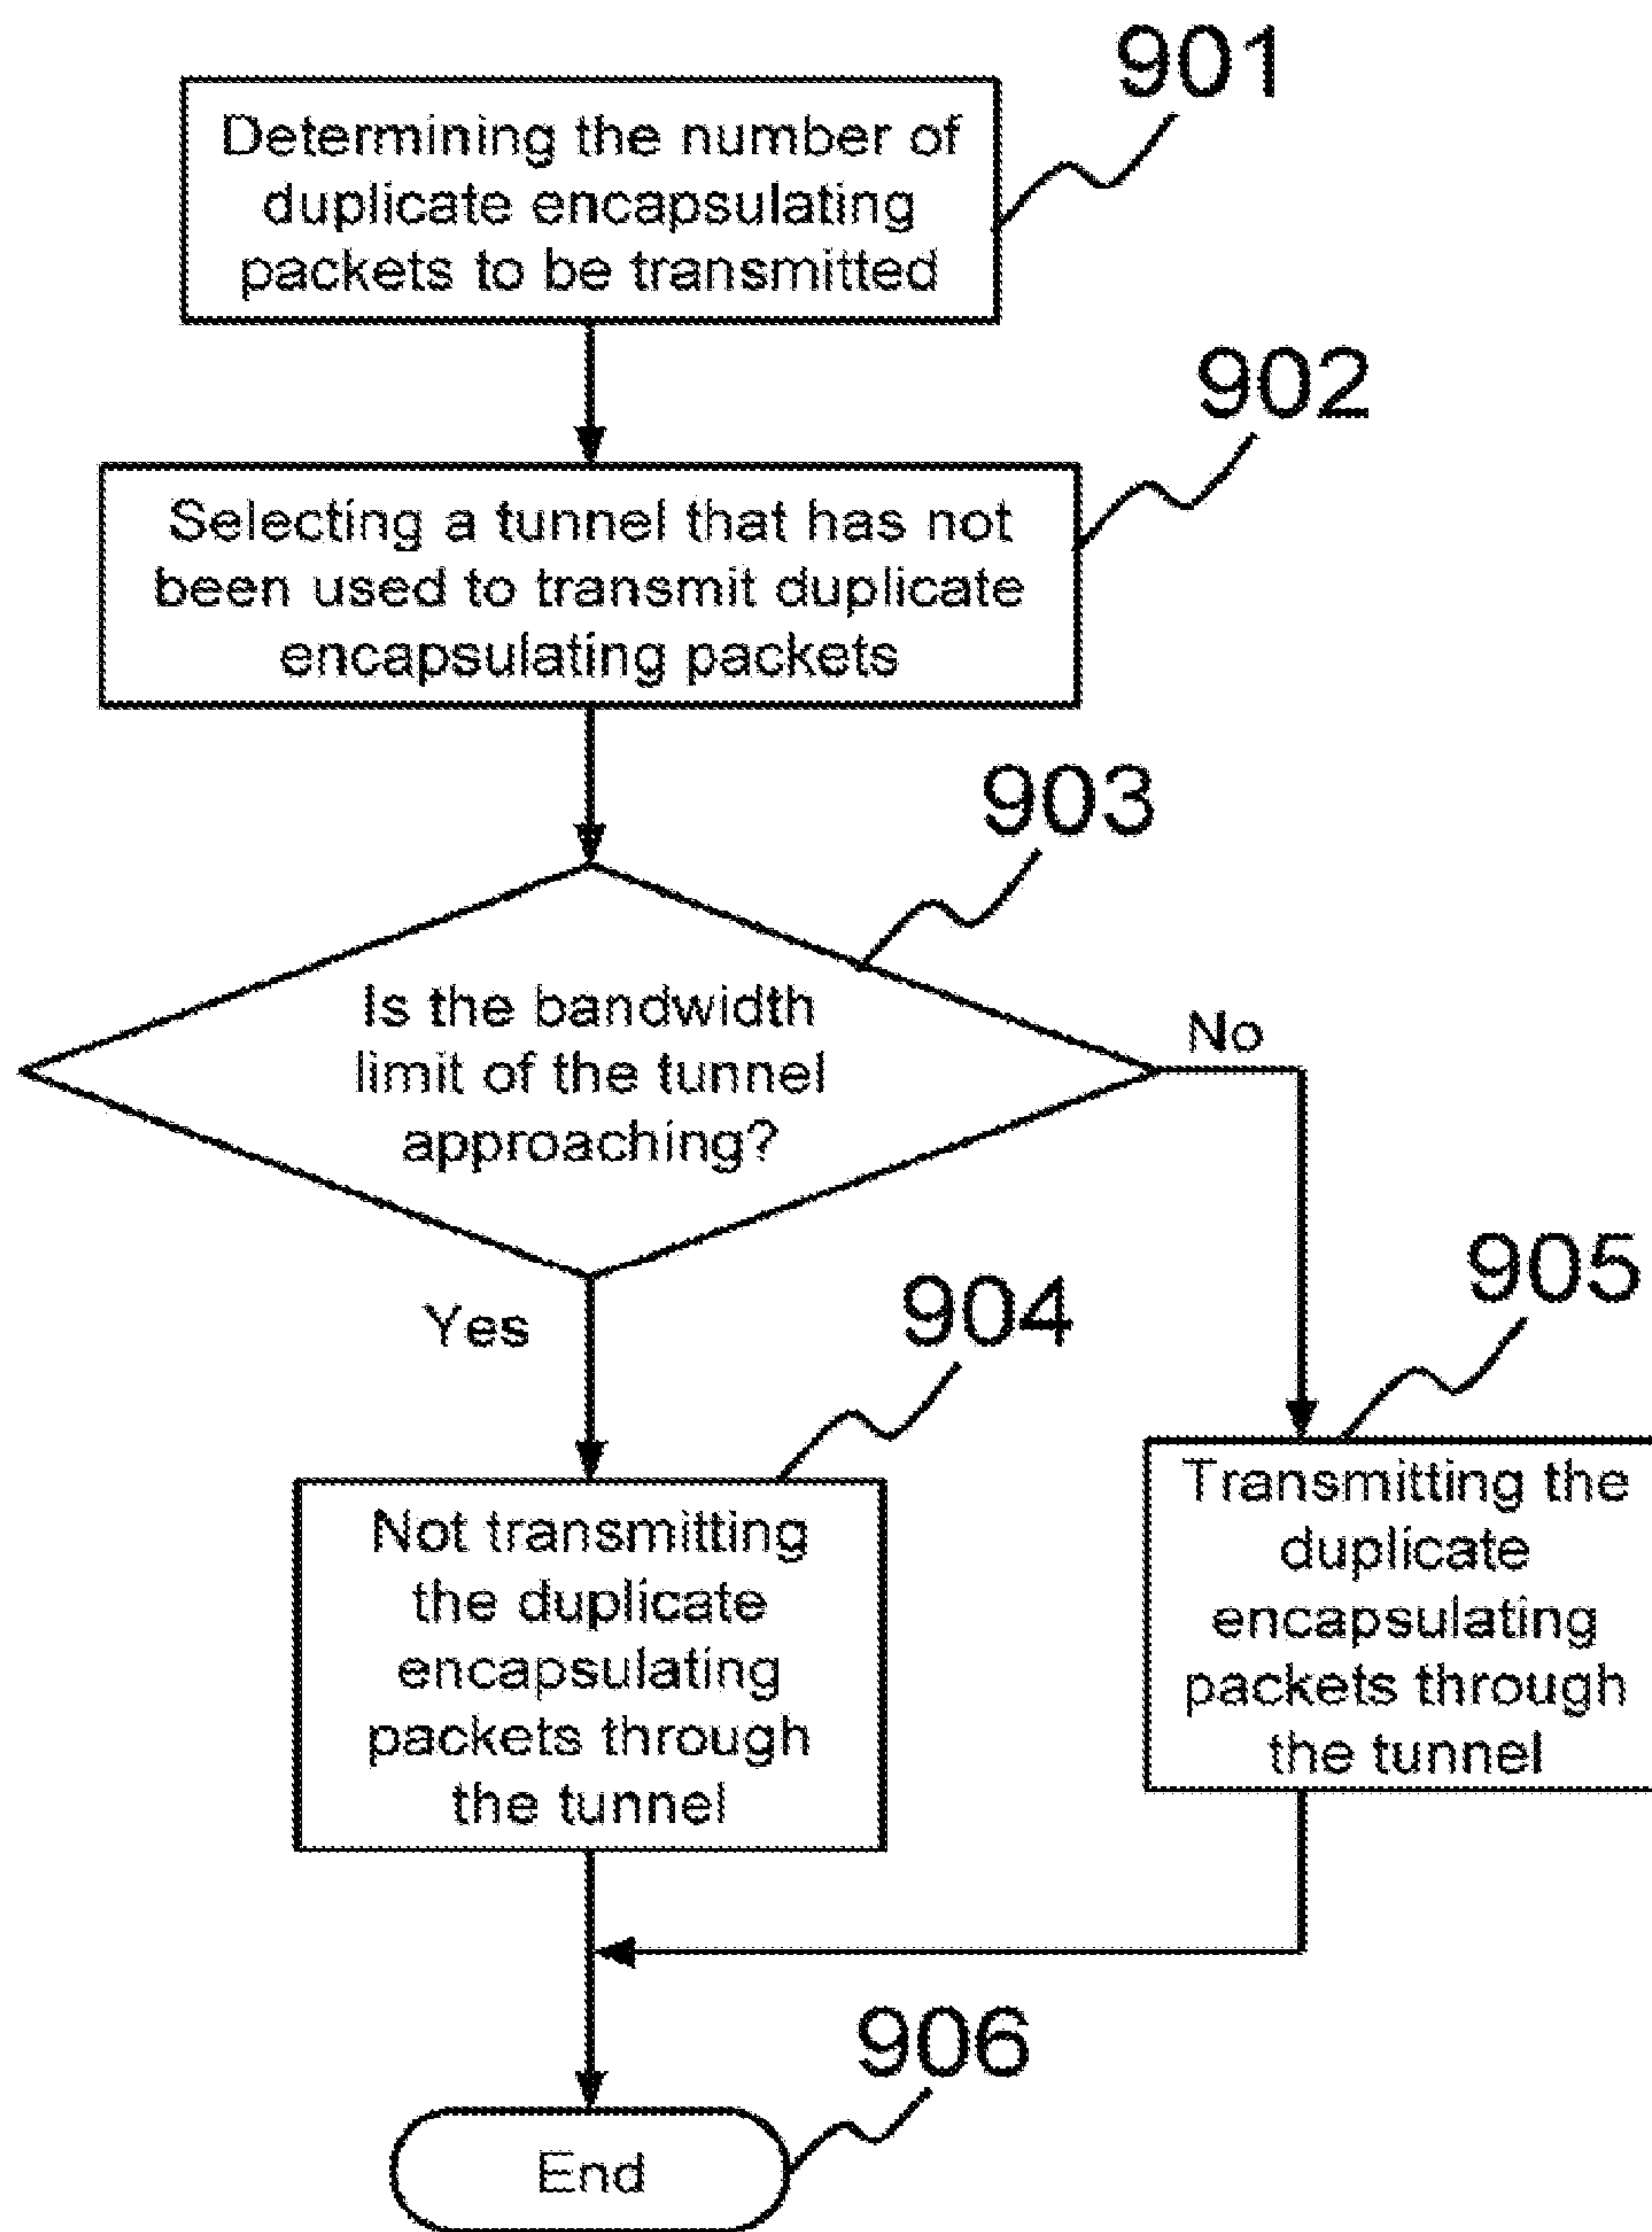 901
Determining the number of
duplicate encapsulating
packets to be transmitted
902
Selecting a tunnel that has not
been used to transmit duplicate
encapsulating packets
903
Is the bandwidth
limit of the tunnel
approaching?
No
Yes
904
Not transmitting
the duplicate
encapsulating
packets through
the tunnel
905
Transmitting the
duplicate
encapsulating
packets through
the tunnel
906
End